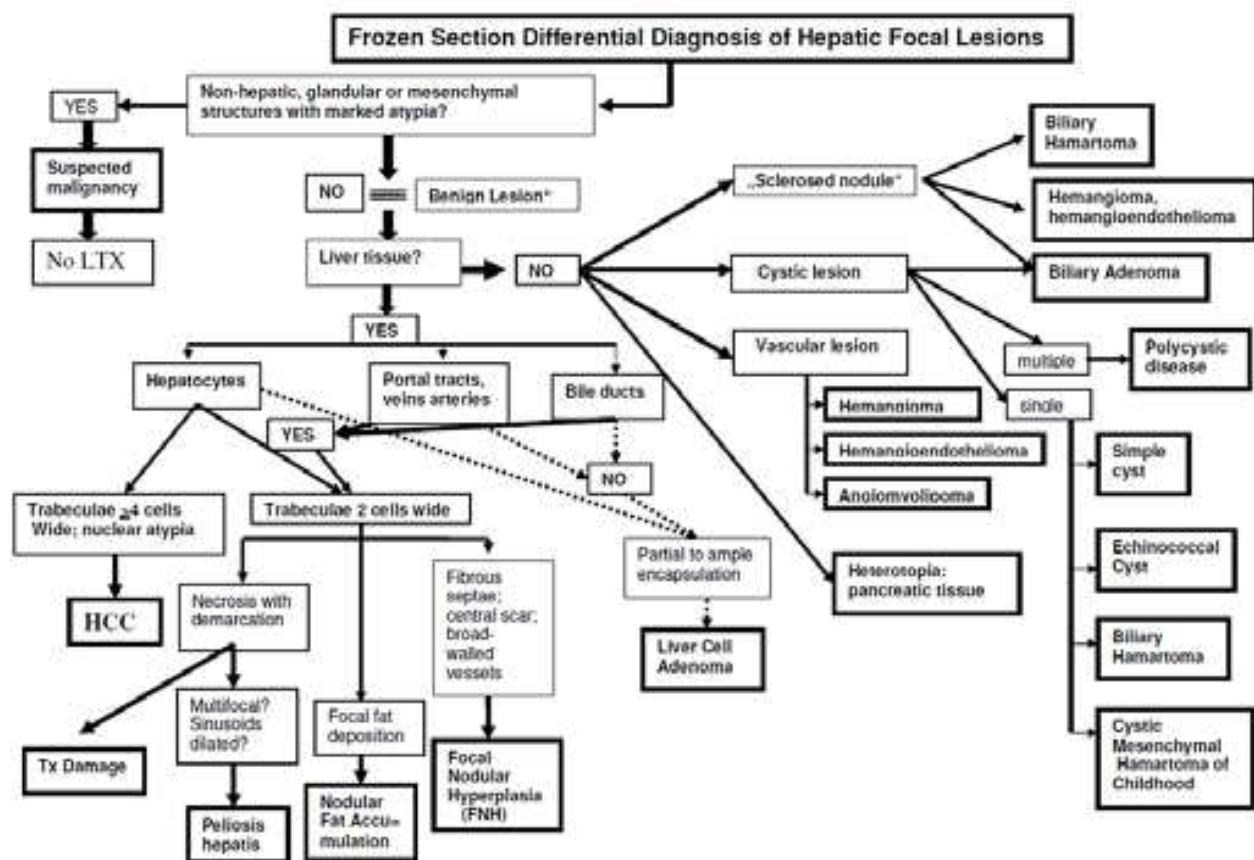 Frozen Section Differential Diagnosis of Hepatic Focal Lesions
Non-hepatic, glandular or mesenchymal
structures with marked atypia?
YES
Suspected
malignancy
No LTX
NO
Benign Lesion*
Liver tissue?
NO
YES
„Sclerosed nodule“
Biliary
Hamartoma
Hemangioma,
hemangioendothelioma
Cystic lesion
Biliary Adenoma
Vascular lesion
multiple
Polycystic
disease
single
Hepatocytes
Portal tracts,
veins arteries
Bile ducts
YES
NO
Hemangioma
Hemangioendothelioma
Angiomyolipoma
Simple
cyst
Trabeculae ≥4 cells
Wide; nuclear atypia
Trabeculae 2 cells wide
HCC
Necrosis with
demarcation
Fibrous
septae;
central scar;
broad-
walled
vessels
Partial to ample
encapsulation
Liver Cell
Adenoma
Heterotopia:
pancreatic tissue
Echinococcal
Cyst
Biliary
Hamartoma
Cystic
Mesenchymal
Hamartoma of
Childhood
Tx Damage
Multifocal?
Sinusoids
dilated?
Peliosis
hepatis
Focal fat
deposition
Nodular
Fat Accu=
mulation
Focal
Nodular
Hyperplasia
(FNH)